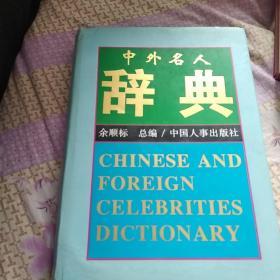 中外名人
辞典
余顺标 总编/中国人事出版社
CHINESE AND
FOREIGN
CELEBRITIES
DICTIONARY